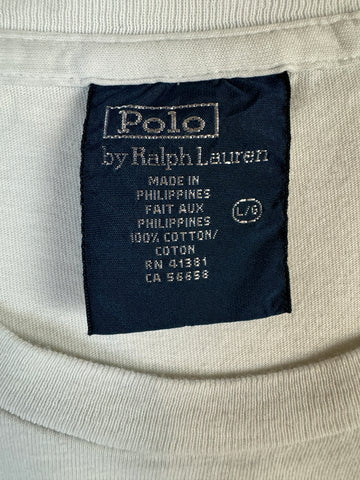 Polo
by Ralph Lauren
MADE IN
PHILIPPINES
FAIT AUX
PHILIPPINES
L/G
100% COTTON/
COTON
RN 41381
CA 56658